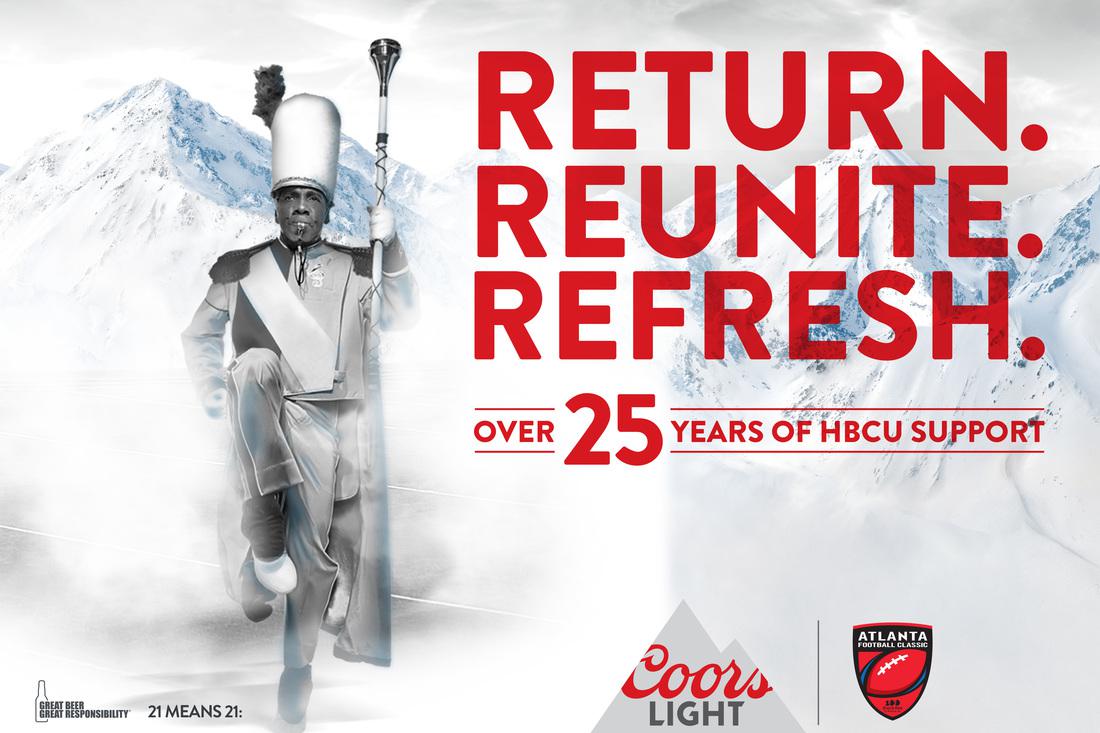 RETURN.
REUNITE.
REFRESH.
OVER 25 YEARS OF HBCU SUPPORT
Coors
LIGHT
ATLANTA
FOOTBALL CLASSIC
100
GREAT BEER
GREAT RESPONSIBILITY
21 MEANS 21: